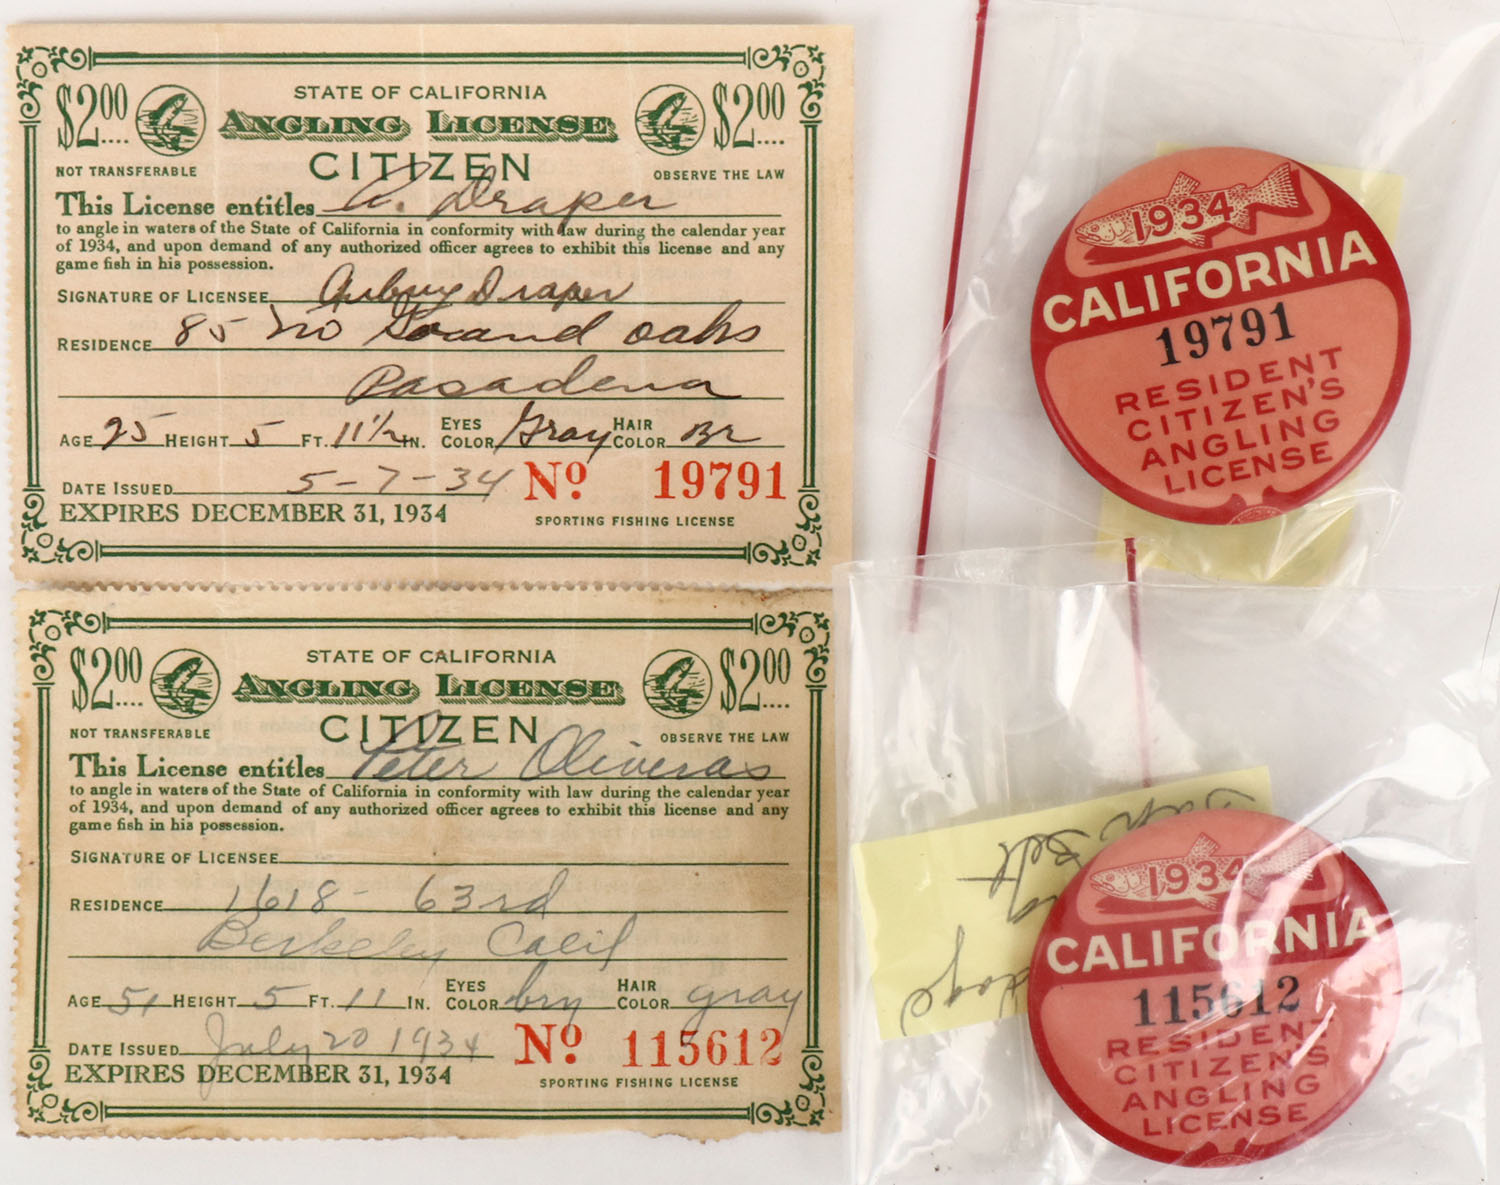 $2.00 STATE OF CALIFORNIA $2.00
ANGLING LICENSE
CITIZEN
NOT TRANSFERABLE OBSERVE THE LAW
This License entitles A. Draper
to angle in waters of the State of California in conformity with law during the calendar year
of 1934, and upon demand of any authorized officer agrees to exhibit this license and any
game fish in his possession.
SIGNATURE OF LICENSEE Aubury Draper
RESIDENCE 85 no Grand oaks
Pasadena
AGE 25 HEIGHT 5 FT. 11 1/2 IN. EYES COLOR Gray HAIR COLOR Br
DATE ISSUED 5-7-34 No. 19791
EXPIRES DECEMBER 31, 1934 SPORTING FISHING LICENSE
$2.00 STATE OF CALIFORNIA $2.00
ANGLING LICENSE
CITIZEN
NOT TRANSFERABLE OBSERVE THE LAW
This License entitles Peter Oliveras
to angle in waters of the State of California in conformity with law during the calendar year
of 1934, and upon demand of any authorized officer agrees to exhibit this license and any
game fish in his possession.
SIGNATURE OF LICENSEE
RESIDENCE 1618 - 63rd
Berkeley Calif
AGE 51 HEIGHT 5 FT. 11 IN. EYES COLOR brn HAIR COLOR gray
DATE ISSUED July 20 1934 No. 115612
EXPIRES DECEMBER 31, 1934 SPORTING FISHING LICENSE
1934
CALIFORNIA
19791
RESIDENT
CITIZEN'S
ANGLING
LICENSE
1934
CALIFORNIA
115612
RESIDENT
CITIZEN'S
ANGLING
LICENSE